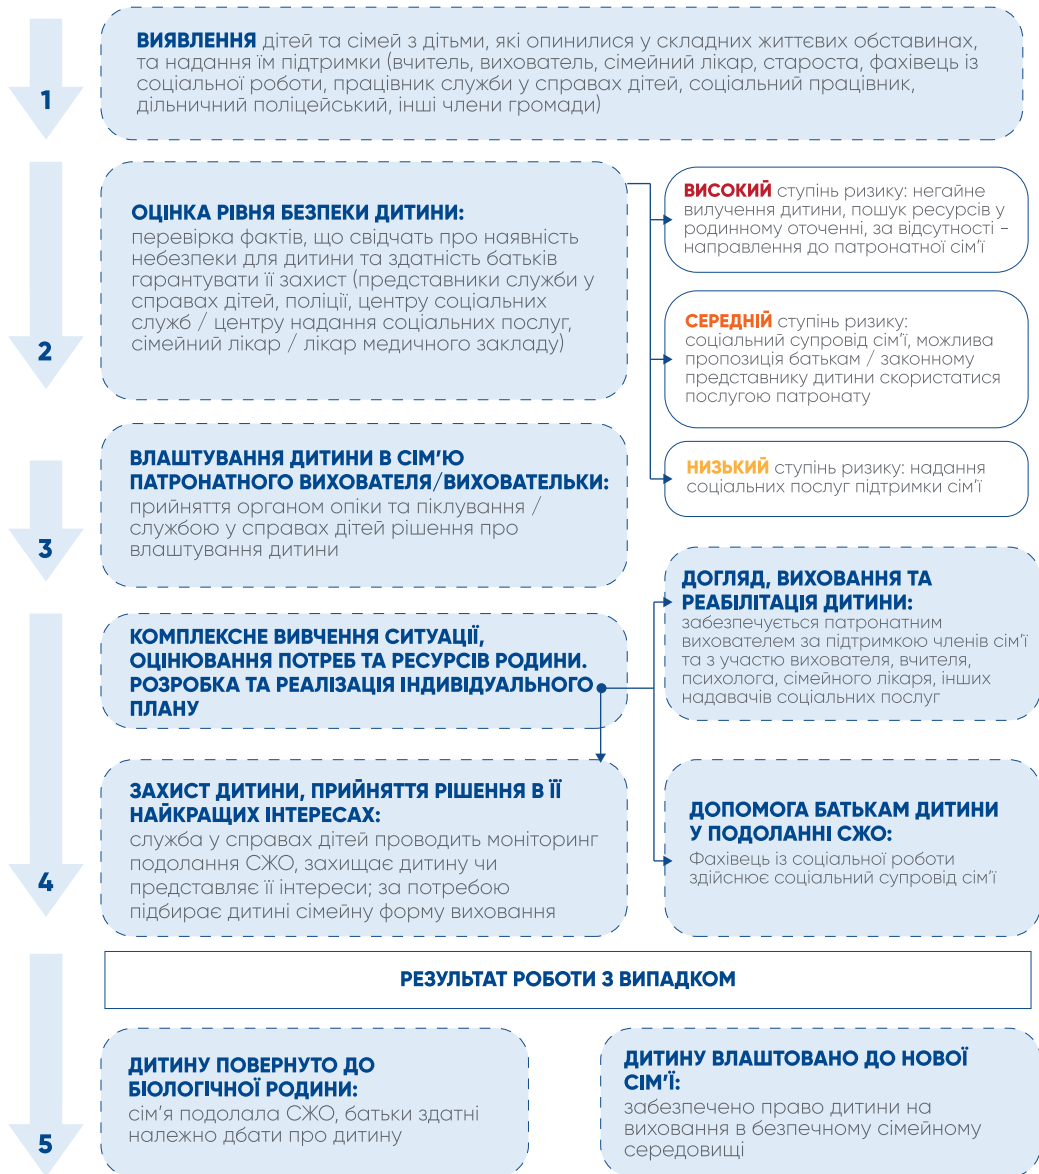 1
ВИЯВЛЕННЯ дітей та сімей з дітьми, які опинилися у складних життєвих обставинах,
та надання їм підтримки (вчитель, вихователь, сімейний лікар, староста, фахівець із
соціальної роботи, працівник служби у справах дітей, соціальний працівник,
дільничний поліцейський, інші члени громади)
2
ОЦІНКА РІВНЯ БЕЗПЕКИ ДИТИНИ:
перевірка фактів, що свідчать про наявність
небезпеки для дитини та здатність батьків
гарантувати її захист (представники служби у
справах дітей, поліції, центру соціальних
служб / центру надання соціальних послуг,
сімейний лікар / лікар медичного закладу)
ВИСОКИЙ ступінь ризику: негайне
вилучення дитини, пошук ресурсів у
родинному оточенні, за відсутності –
направлення до патронатної сім’ї
СЕРЕДНІЙ ступінь ризику:
соціальний супровід сім’ї, можлива
пропозиція батькам / законному
представнику дитини скористатися
послугою патронату
НИЗЬКИЙ ступінь ризику: надання
соціальних послуг підтримки сім’ї
3
ВЛАШТУВАННЯ ДИТИНИ В СІМ’Ю
ПАТРОНАТНОГО ВИХОВАТЕЛЯ/ВИХОВАТЕЛЬКИ:
прийняття органом опіки та піклування /
службою у справах дітей рішення про
влаштування дитини
4
КОМПЛЕКСНЕ ВИВЧЕННЯ СИТУАЦІЇ,
ОЦІНЮВАННЯ ПОТРЕБ ТА РЕСУРСІВ РОДИНИ.
РОЗРОБКА ТА РЕАЛІЗАЦІЯ ІНДИВІДУАЛЬНОГО
ПЛАНУ
ДОГЛЯД, ВИХОВАННЯ ТА
РЕАБІЛІТАЦІЯ ДИТИНИ:
забезпечується патронатним
вихователем за підтримкою членів сім’ї
та з участю вихователя, вчителя,
психолога, сімейного лікаря, інших
надавачів соціальних послуг
ЗАХИСТ ДИТИНИ, ПРИЙНЯТТЯ РІШЕННЯ В ЇЇ
НАЙКРАЩИХ ІНТЕРЕСАХ:
служба у справах дітей проводить моніторинг
подолання СЖО, захищає дитину чи
представляє її інтереси; за потребою
підбирає дитині сімейну форму виховання
ДОПОМОГА БАТЬКАМ ДИТИНИ
У ПОДОЛАННІ СЖО:
Фахівець із соціальної роботи
здійснює соціальний супровід сім’ї
РЕЗУЛЬТАТ РОБОТИ З ВИПАДКОМ
5
ДИТИНУ ПОВЕРНУТО ДО
БІОЛОГІЧНОЇ РОДИНИ:
сім’я подолала СЖО, батьки здатні
належно дбати про дитину
ДИТИНУ ВЛАШТОВАНО ДО НОВОЇ
СІМ’Ї:
забезпечено право дитини на
виховання в безпечному сімейному
середовищі